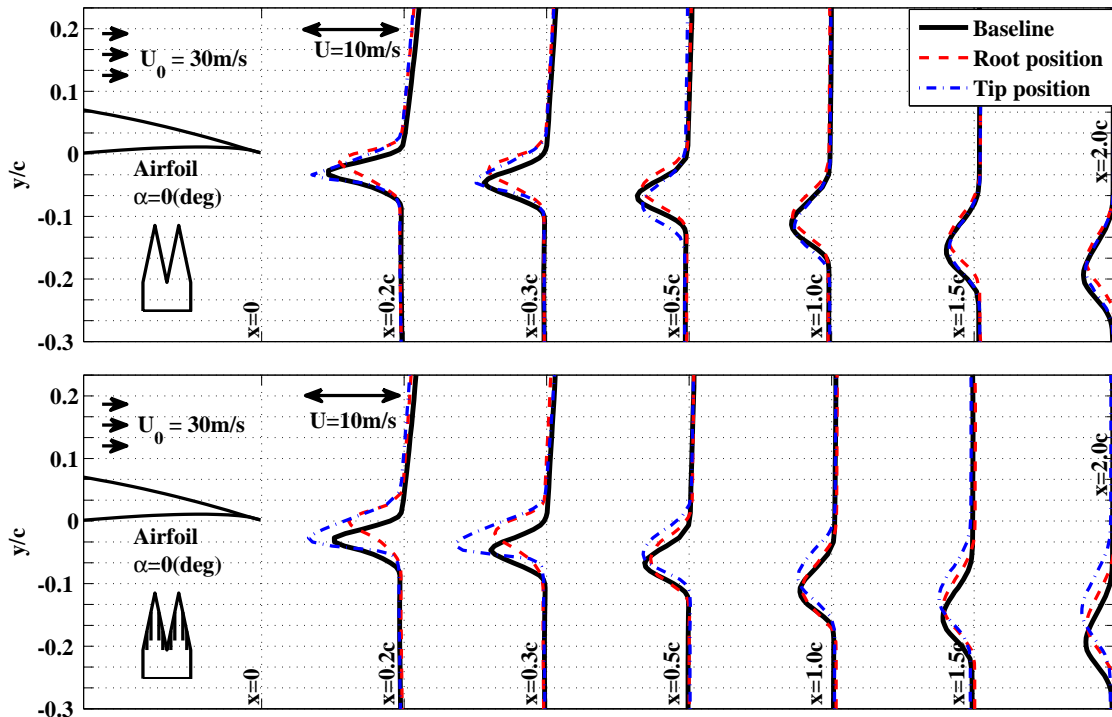 0.2
0.1
0
-0.1
-0.2
-0.3
y/c
U0 = 30m/s
U=10m/s
Airfoil
α=0(deg)
x=0
x=0.2c
x=0.3c
x=0.5c
x=1.0c
x=1.5c
x=2.0c
Baseline
Root position
Tip position
0.2
0.1
0
-0.1
-0.2
-0.3
y/c
U0 = 30m/s
U=10m/s
Airfoil
α=0(deg)
x=0
x=0.2c
x=0.3c
x=0.5c
x=1.0c
x=1.5c
x=2.0c